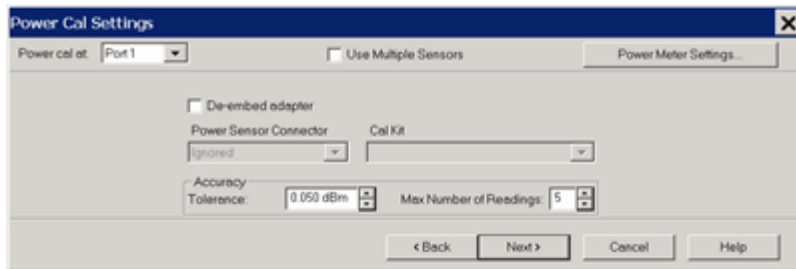 Power Cal Settings
Power cal at: Port 1 Use Multiple Sensors Power Meter Settings...
De-embed adapter
Power Sensor Connector Cal Kit
Ignored
Accuracy
Tolerance: 0.050 dBm Max Number of Readings: 5
< Back Next > Cancel Help